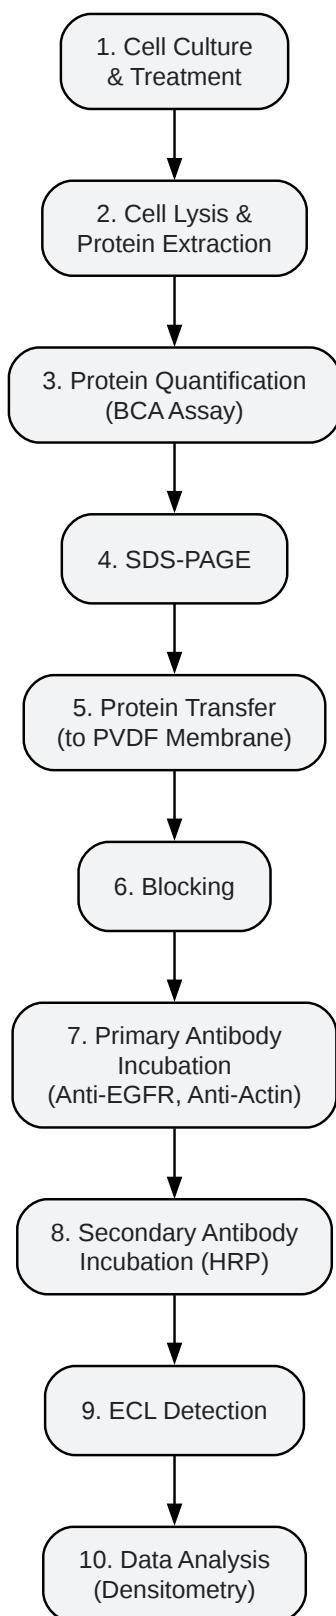 1. Cell Culture
& Treatment
2. Cell Lysis &
Protein Extraction
3. Protein Quantification
(BCA Assay)
4. SDS-PAGE
5. Protein Transfer
(to PVDF Membrane)
6. Blocking
7. Primary Antibody
Incubation
(Anti-EGFR, Anti-Actin)
8. Secondary Antibody
Incubation (HRP)
9. ECL Detection
10. Data Analysis
(Densitometry)